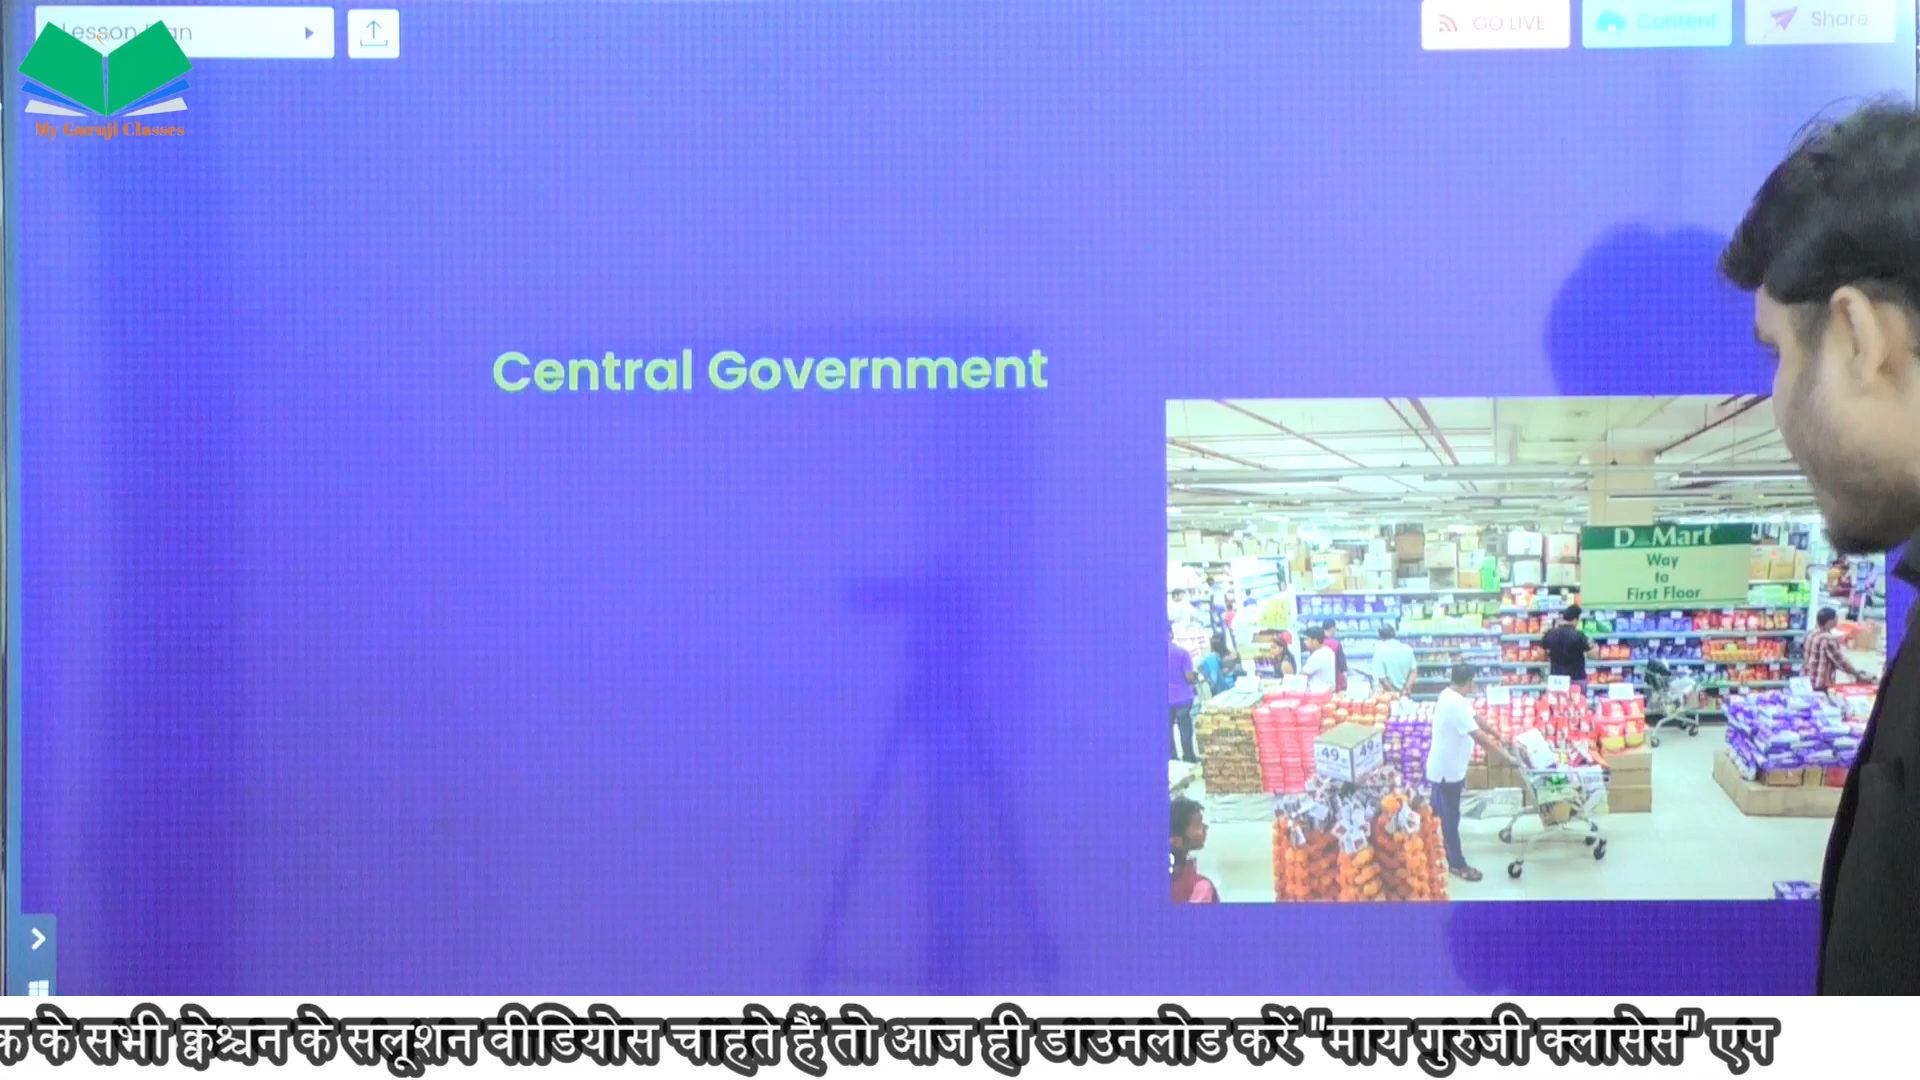 Lesson Plan
GO LIVE
Content
Share
My Guruji Classes
Central Government
D Mart
Way
to
First Floor
49
49
के सभी क्वेश्चन के सलूशन वीडियोस चाहते हैं तो आज ही डाउनलोड करें "माय गुरुजी क्लासेस" एप